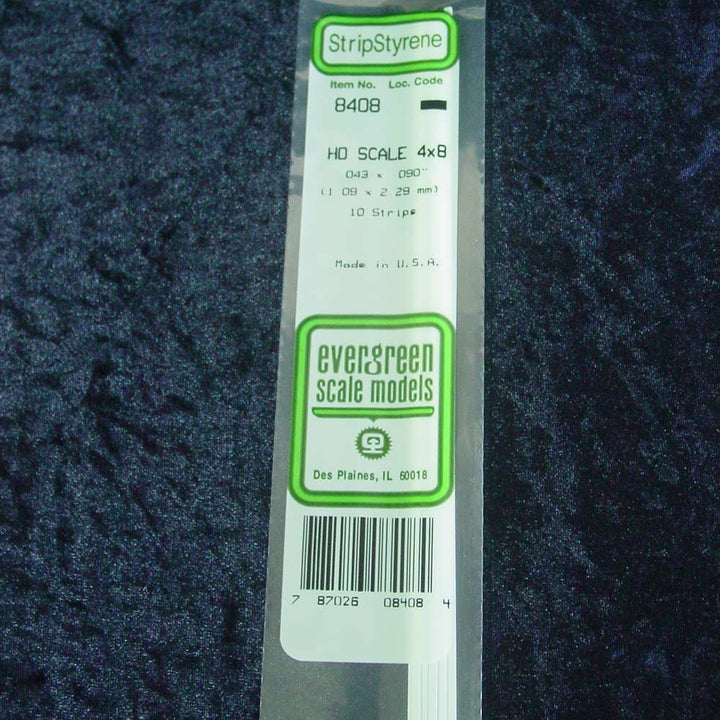 StripStyrene
Item No. Loc. Code
8408
HO SCALE 4x8
.043 x .090"
(1.09 x 2.29 mm)
10 Strips
Made in U.S.A.
evergreen
scale models
Des Plaines, IL 60018
7 87026 08408 4